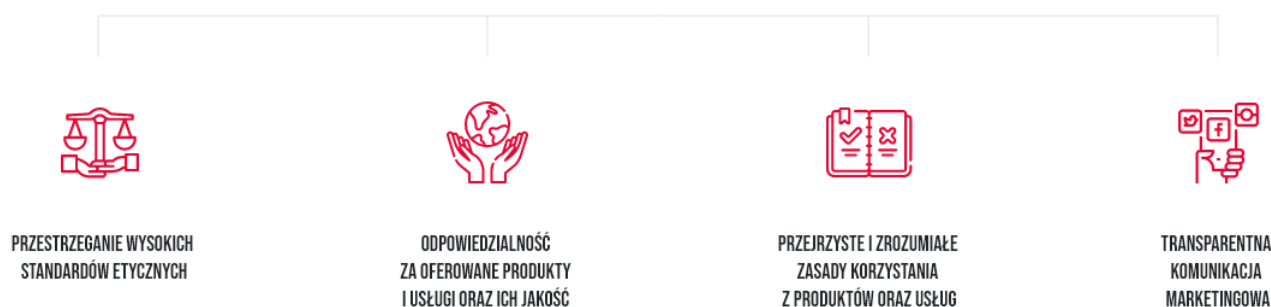 PRZESTRZEGANIE WYSOKICH
STANDARDÓW ETYCZNYCH
ODPOWIEDZIALNOŚĆ
ZA OFEROWANE PRODUKTY
I USŁUGI ORAZ ICH JAKOŚĆ
PRZEJRZYSTE I ZROZUMIAŁE
ZASADY KORZYSTANIA
Z PRODUKTÓW ORAZ USŁUG
TRANSPARENTNA
KOMUNIKACJA
MARKETINGOWA